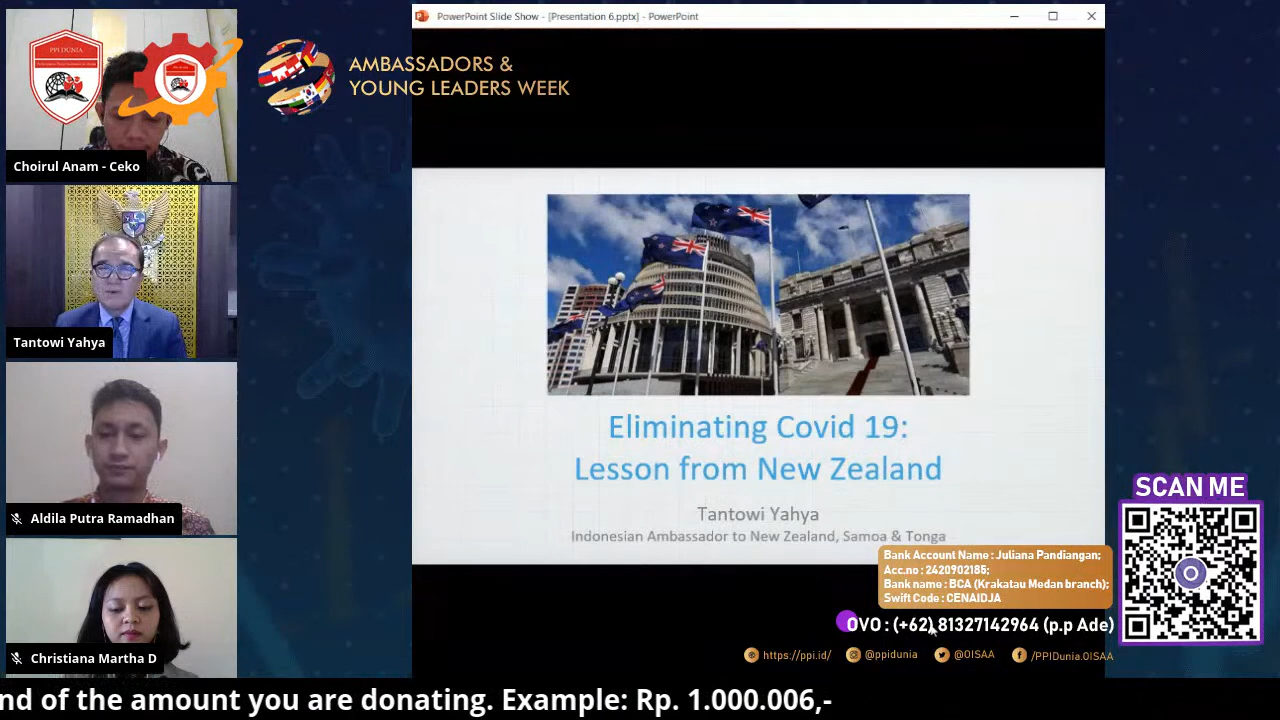 PowerPoint Slide Show - [Presentation 6.pptx] - PowerPoint
PPI DUNIA
AMBASSADORS &
YOUNG LEADERS WEEK
Choirul Anam - Ceko
Tantowi Yahya
Aldila Putra Ramadhan
Christiana Martha D
Eliminating Covid 19:
Lesson from New Zealand
Tantowi Yahya
Indonesian Ambassador to New Zealand, Samoa & Tonga
SCAN ME
Bank Account Name : Juliana Pandiangan;
Acc.no : 2420902185;
Bank name : BCA (Krakatau Medan branch);
Swift Code : CENAIDJA
OVO : (+62) 81327142964 (p.p Ade)
https://ppi.id/ @ppidunia @OISAA /PPIDunia.OISAA
nd of the amount you are donating. Example: Rp. 1.000.006,-